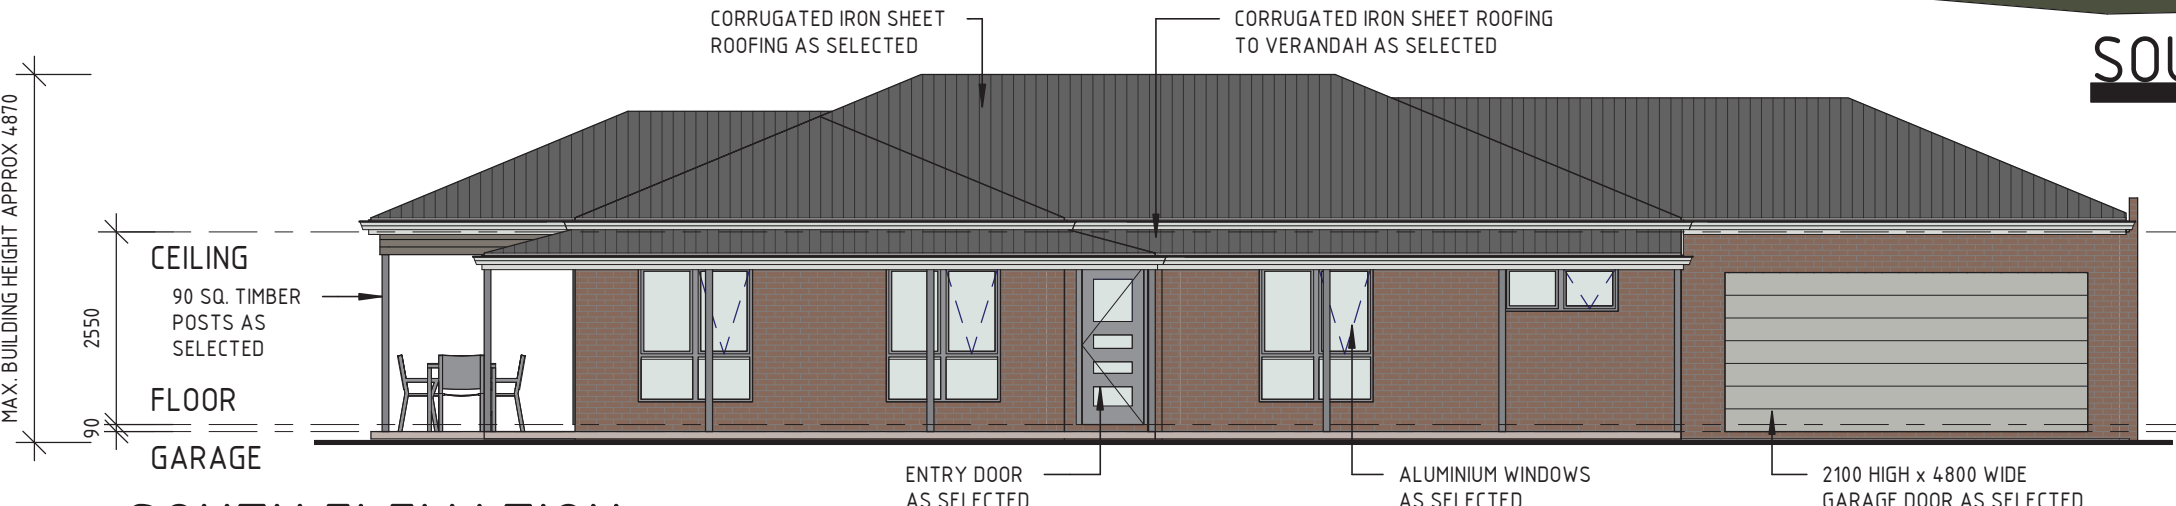 CORRUGATED IRON SHEET
ROOFING AS SELECTED
CORRUGATED IRON SHEET ROOFING
TO VERANDAH AS SELECTED
MAX. BUILDING HEIGHT APPROX 4870
CEILING
90 SQ. TIMBER
POSTS AS
SELECTED
2550
FLOOR
90
GARAGE
ENTRY DOOR
AS SELECTED
ALUMINIUM WINDOWS
AS SELECTED
2100 HIGH x 4800 WIDE
GARAGE DOOR AS SELECTED
SOUTH ELEVATION